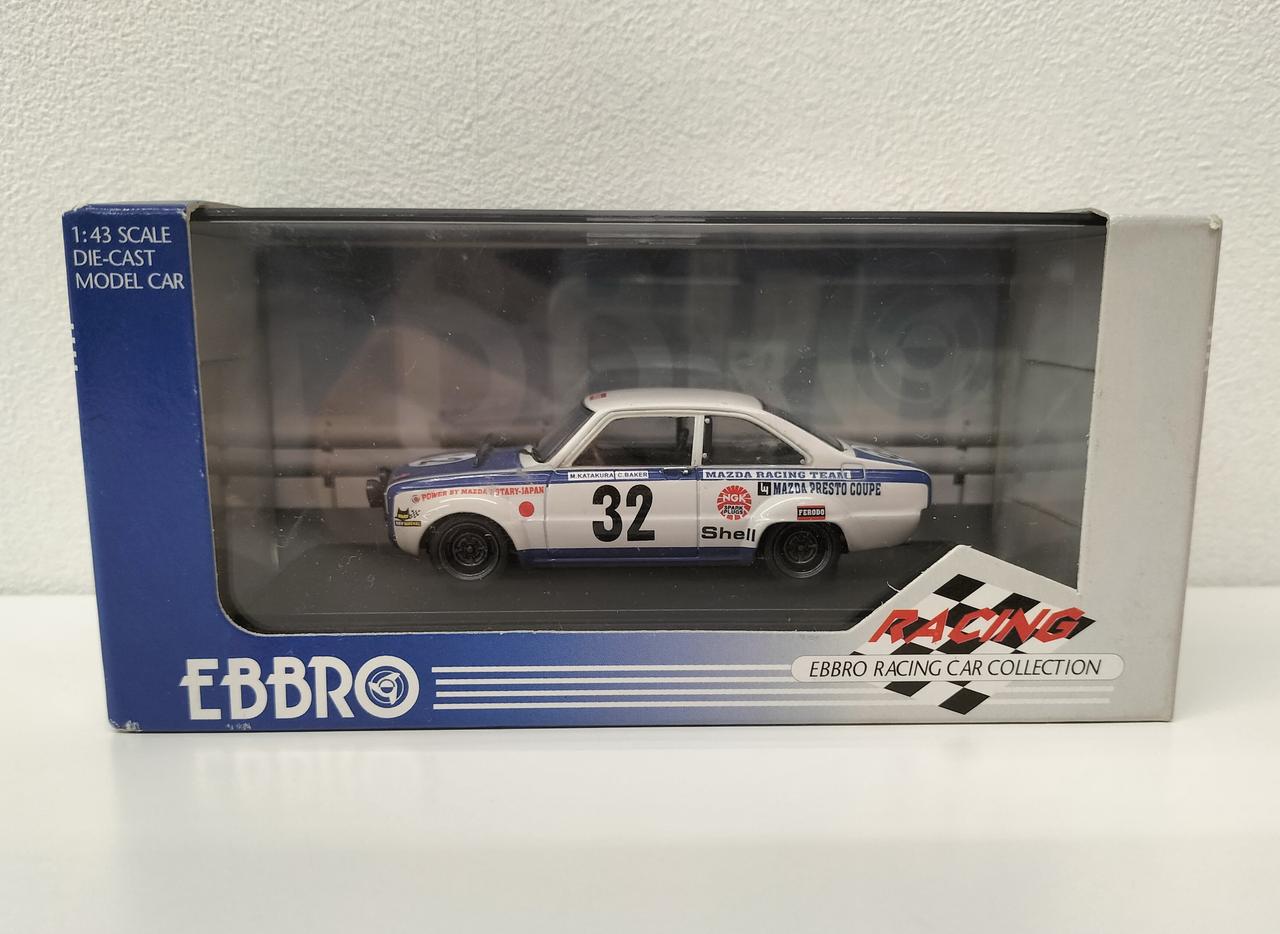 1:43 SCALE
DIE-CAST
MODEL CAR
M.KATAKURA C.BAKER
MAZDA RACING TEAM
POWER BY MAZDA ROTARY-JAPAN
32
NGK
SPARK
PLUGS
MAZDA PRESTO COUPE
FERODO
Shell
RACING
EBBRO RACING CAR COLLECTION
EBBRO